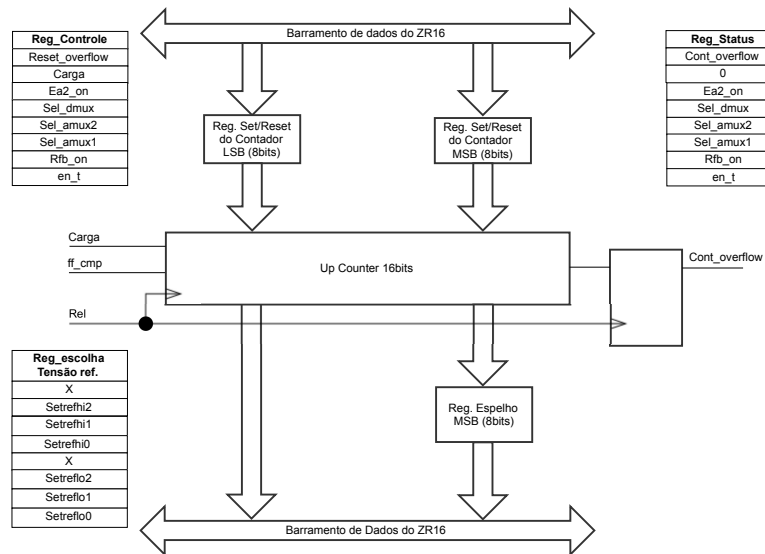 Barramento de dados do ZR16
Reg_Controle
Reset_overflow
Carga
Ea2_on
Sel_dmux
Sel_amux2
Sel_amux1
Rfb_on
en_t
Reg. Set/Reset
do Contador
LSB (8bits)
Reg. Set/Reset
do Contador
MSB (8bits)
Reg_Status
Cont_overflow
0
Ea2_on
Sel_dmux
Sel_amux2
Sel_amux1
Rfb_on
en_t
Carga
ff_cmp
Rel
Up Counter 16bits
Cont_overflow
Reg_escolha
Tensão ref.
X
Setrefhi2
Setrefhi1
Setrefhi0
X
Setreflo2
Setreflo1
Setreflo0
Reg. Espelho
MSB (8bits)
Barramento de Dados do ZR16